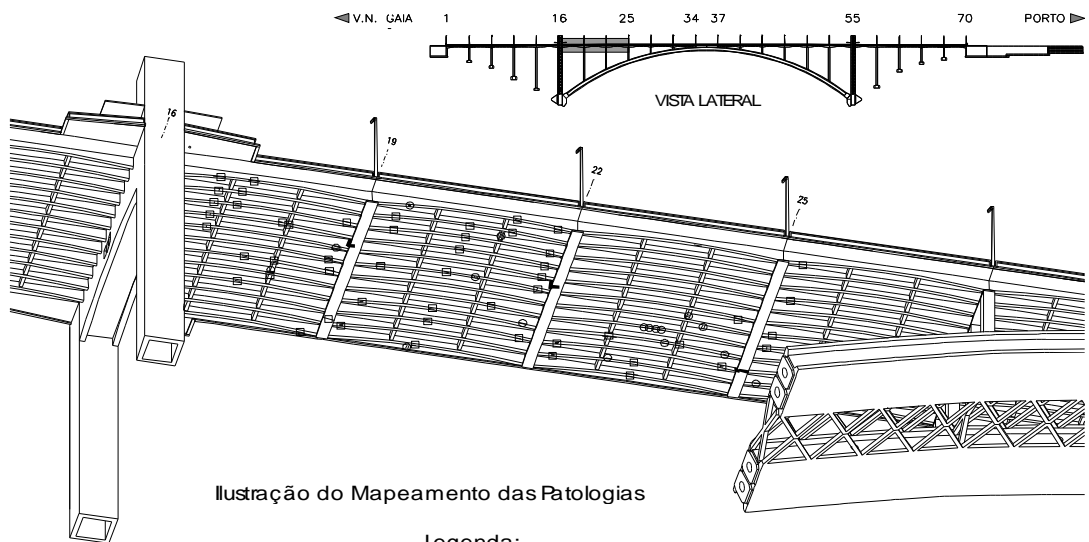 V.N. GAIA 1 16 25 34 37 55 70 PORTO
VISTA LATERAL
16
19
22
25
Ilustração do Mapeamento das Patologias
Legenda: